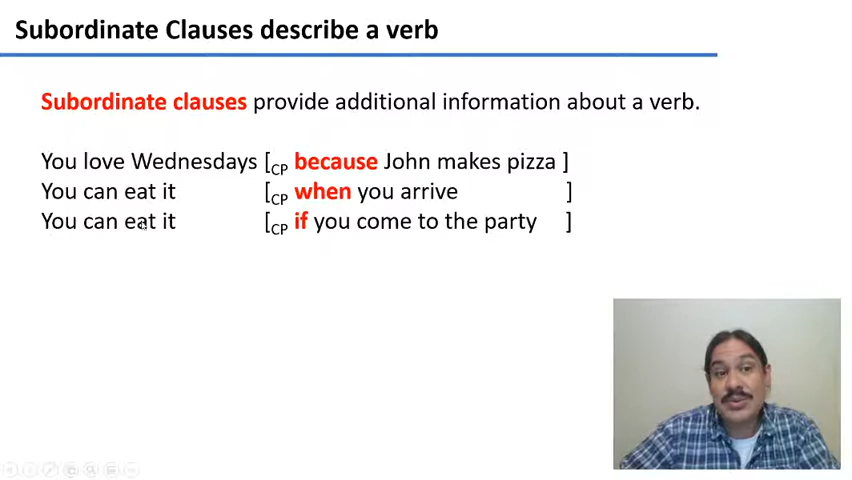 Subordinate Clauses describe a verb
Subordinate clauses provide additional information about a verb.
You love Wednesdays [CP because John makes pizza ]
You can eat it [CP when you arrive ]
You can eat it [CP if you come to the party ]